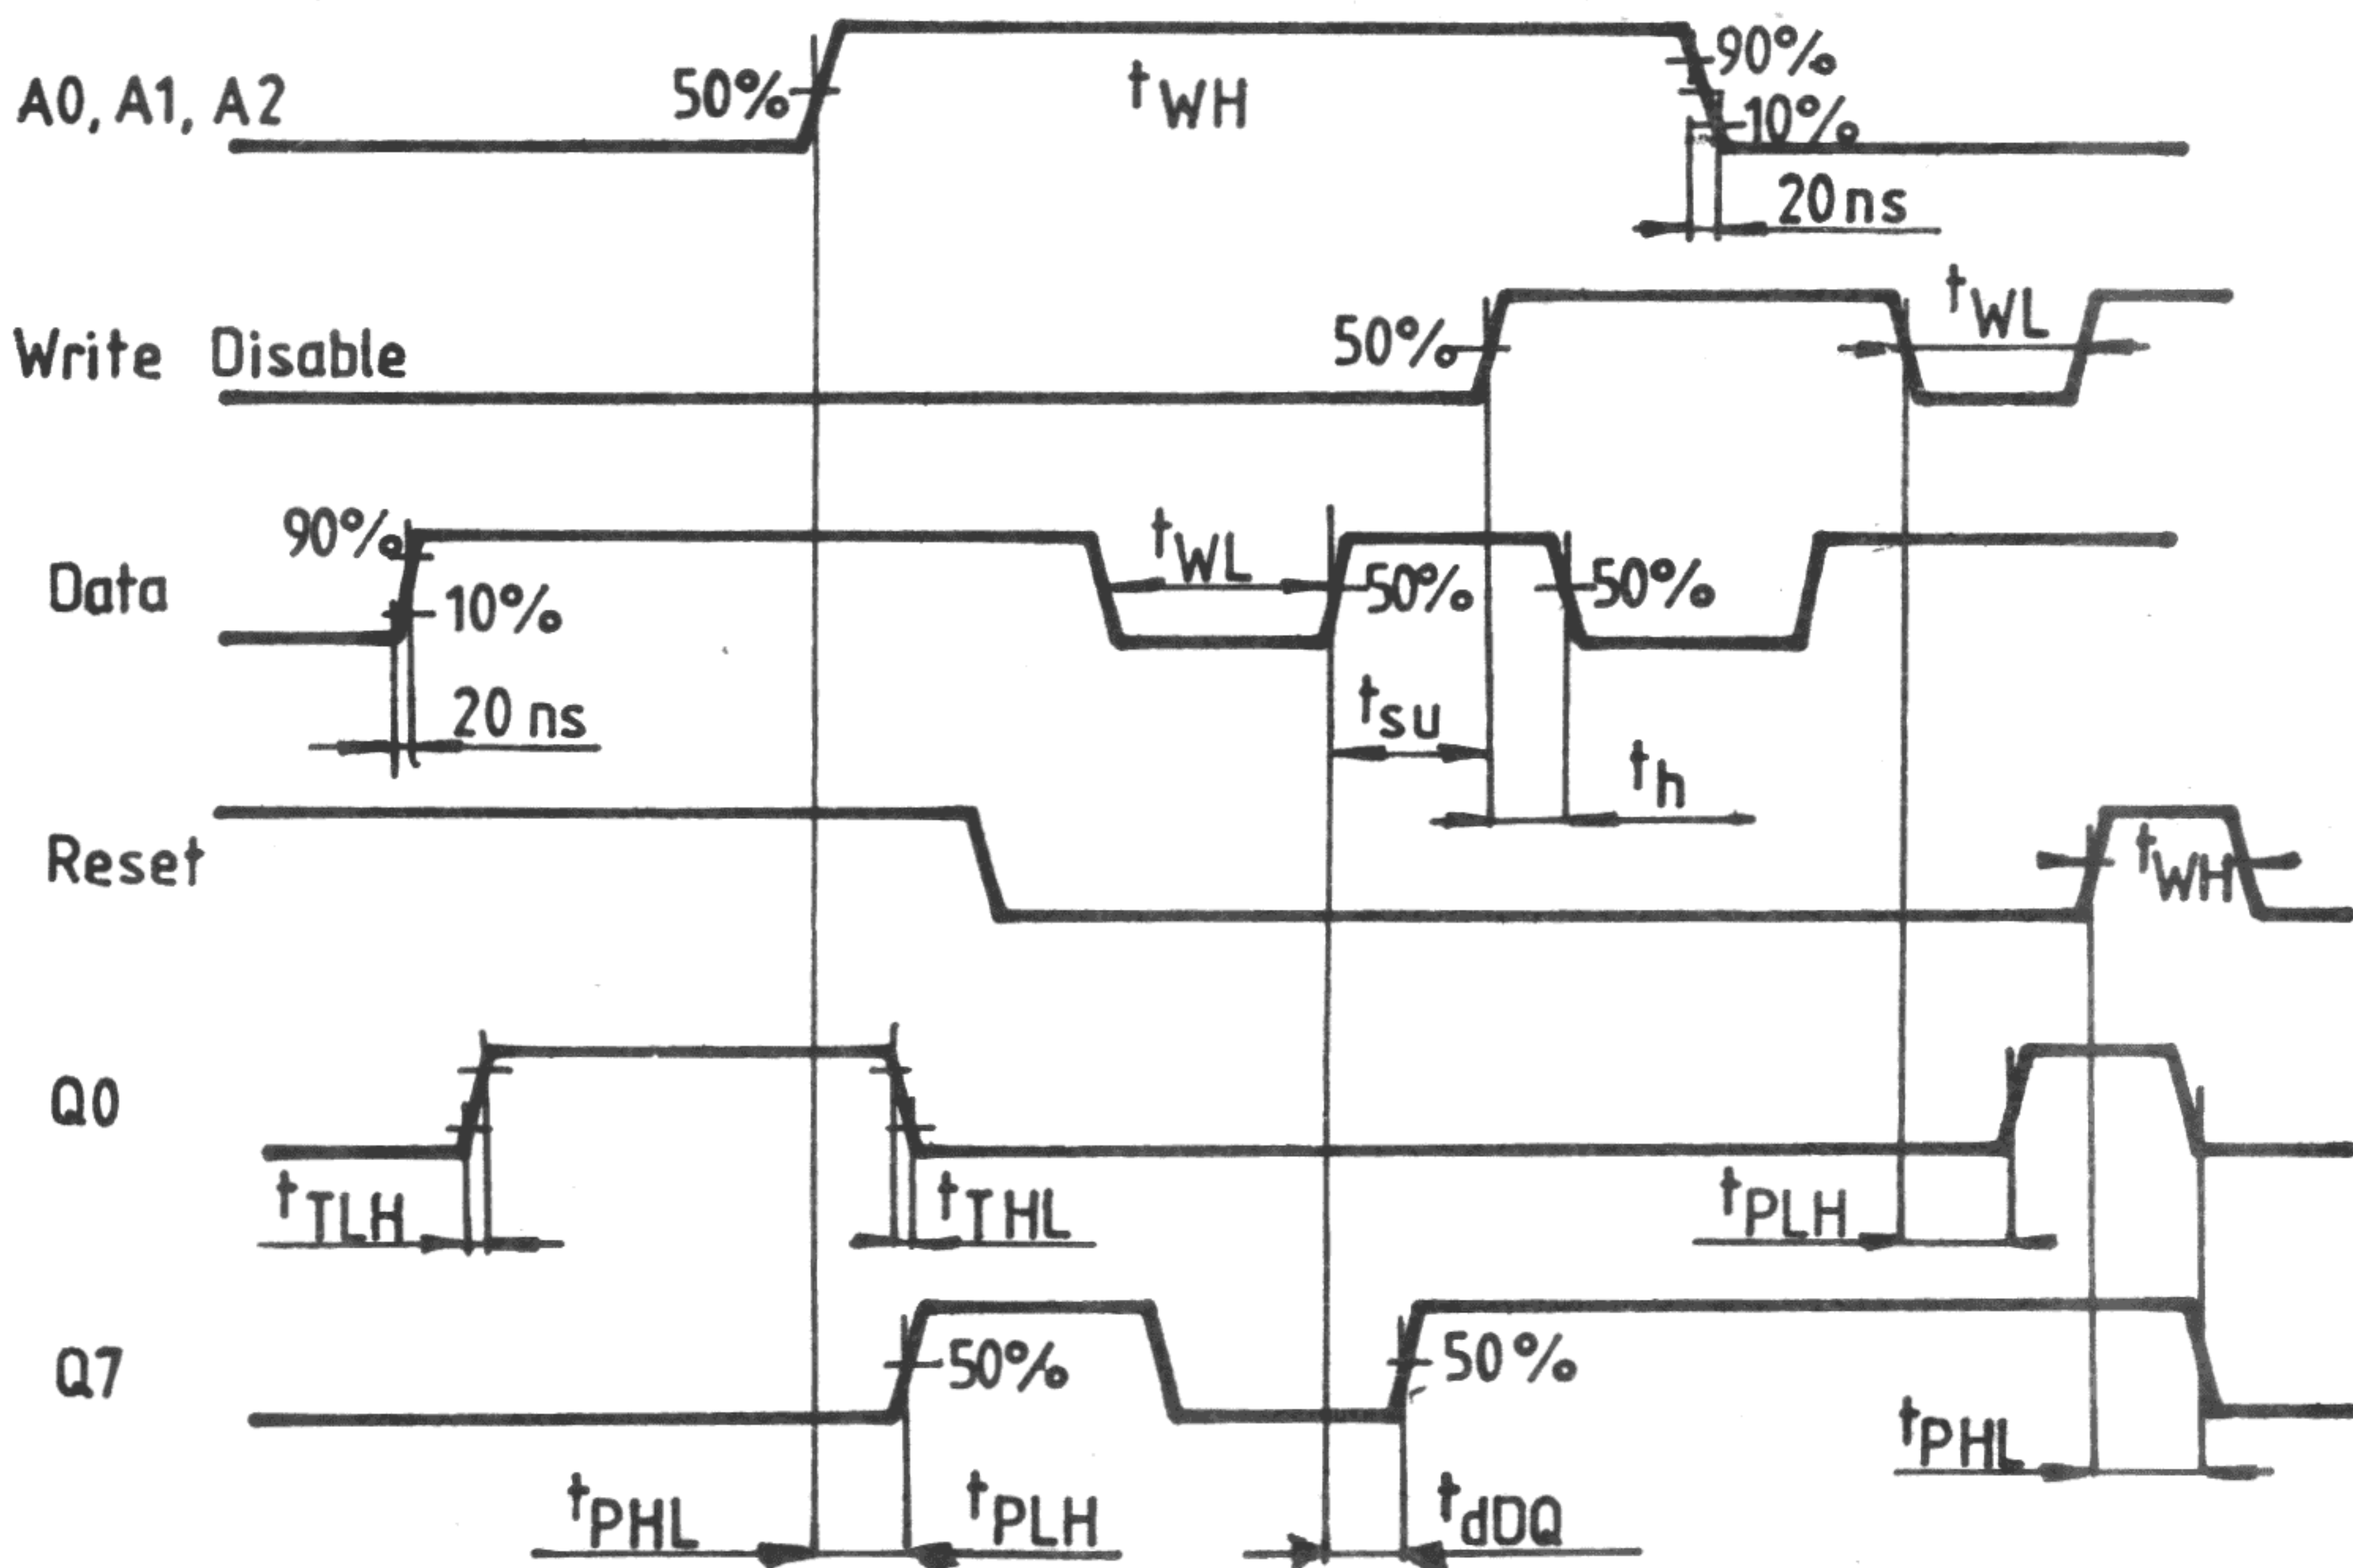 A0, A1, A2
50%
tWH
90%
10%
20ns
Write Disable
50%
tWL
Data
90%
10%
20 ns
tWL
50%
50%
tsu
th
Reset
tWH
Q0
tTLH
tTHL
tPLH
Q7
50%
50%
tPHL
tPHL
tPLH
tdDQ